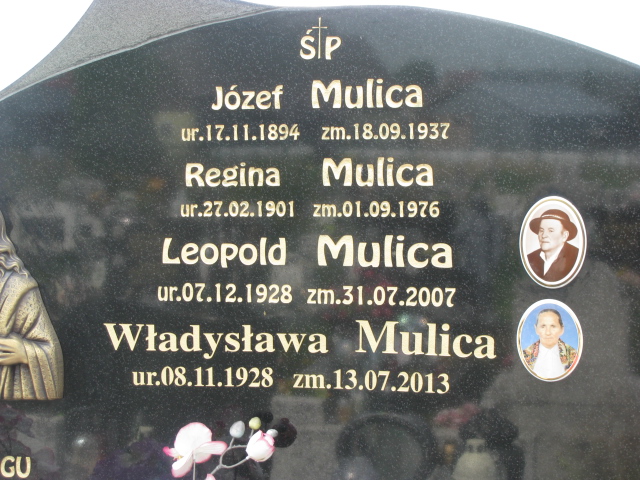 Ś†P
Józef Mulica
ur.17.11.1894 zm.18.09.1937
Regina Mulica
ur.27.02.1901 zm.01.09.1976
Leopold Mulica
ur.07.12.1928 zm.31.07.2007
Władysława Mulica
ur.08.11.1928 zm.13.07.2013
GU